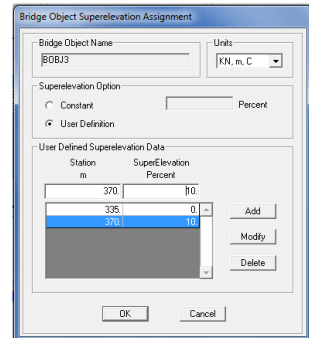 Bridge Object Superelevation Assignment
Bridge Object Name
Units
BOBJ3
KN, m, C
Superelevation Option
Constant
Percent
User Definition
User Defined Superelevation Data
Station SuperElevation
m Percent
370. 10.
335. 0.
370. 10.
Add
Modify
Delete
OK Cancel